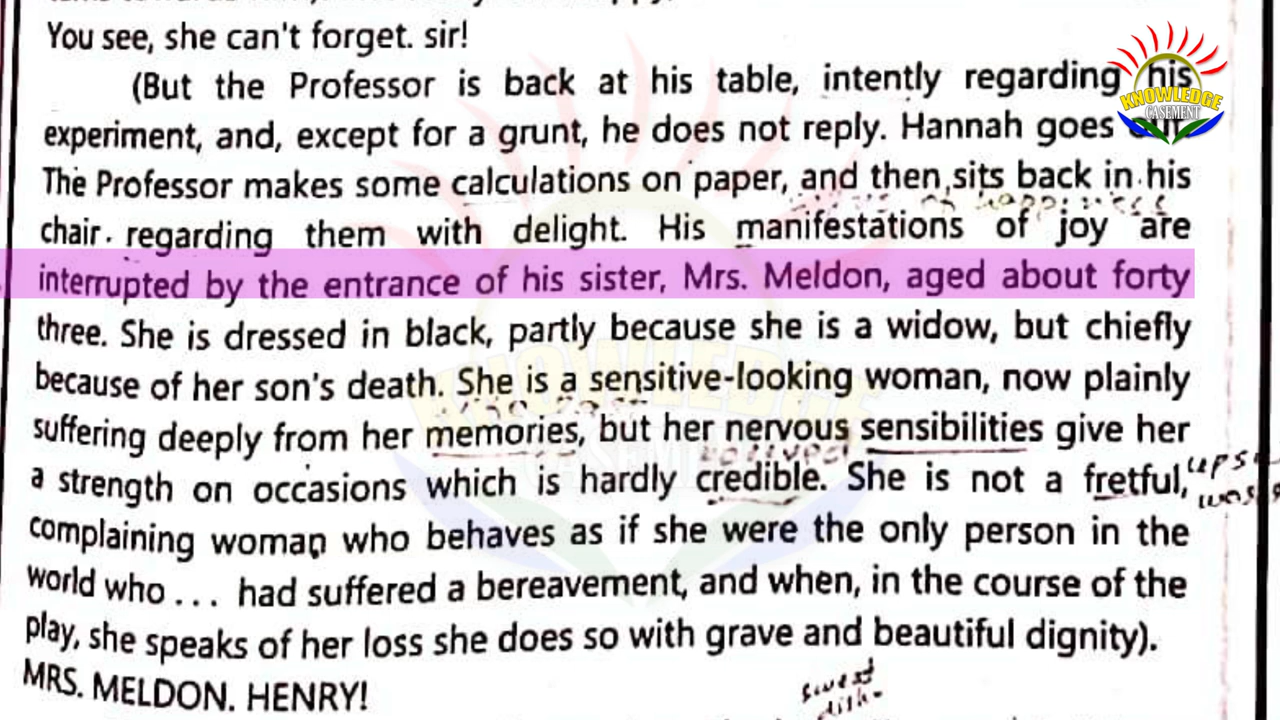 You see, she can't forget. sir!
(But the Professor is back at his table, intently regarding his
experiment, and, except for a grunt, he does not reply. Hannah goes
The Professor makes some calculations on paper, and then sits back in his
happiness
chair. regarding them with delight. His manifestations of joy are
interrupted by the entrance of his sister, Mrs. Meldon, aged about forty
three. She is dressed in black, partly because she is a widow, but chiefly
because of her son's death. She is a sensitive-looking woman, now plainly
suffering deeply from her memories, but her nervous sensibilities give her
a strength on occasions which is hardly credible. She is not a fretful,
complaining woman who behaves as if she were the only person in the
world who ... had suffered a bereavement, and when, in the course of the
play, she speaks of her loss she does so with grave and beautiful dignity).
MRS. MELDON. HENRY!
KNOWLEDGE
CASEMENT
KNOWLEDGE
CASEMENT